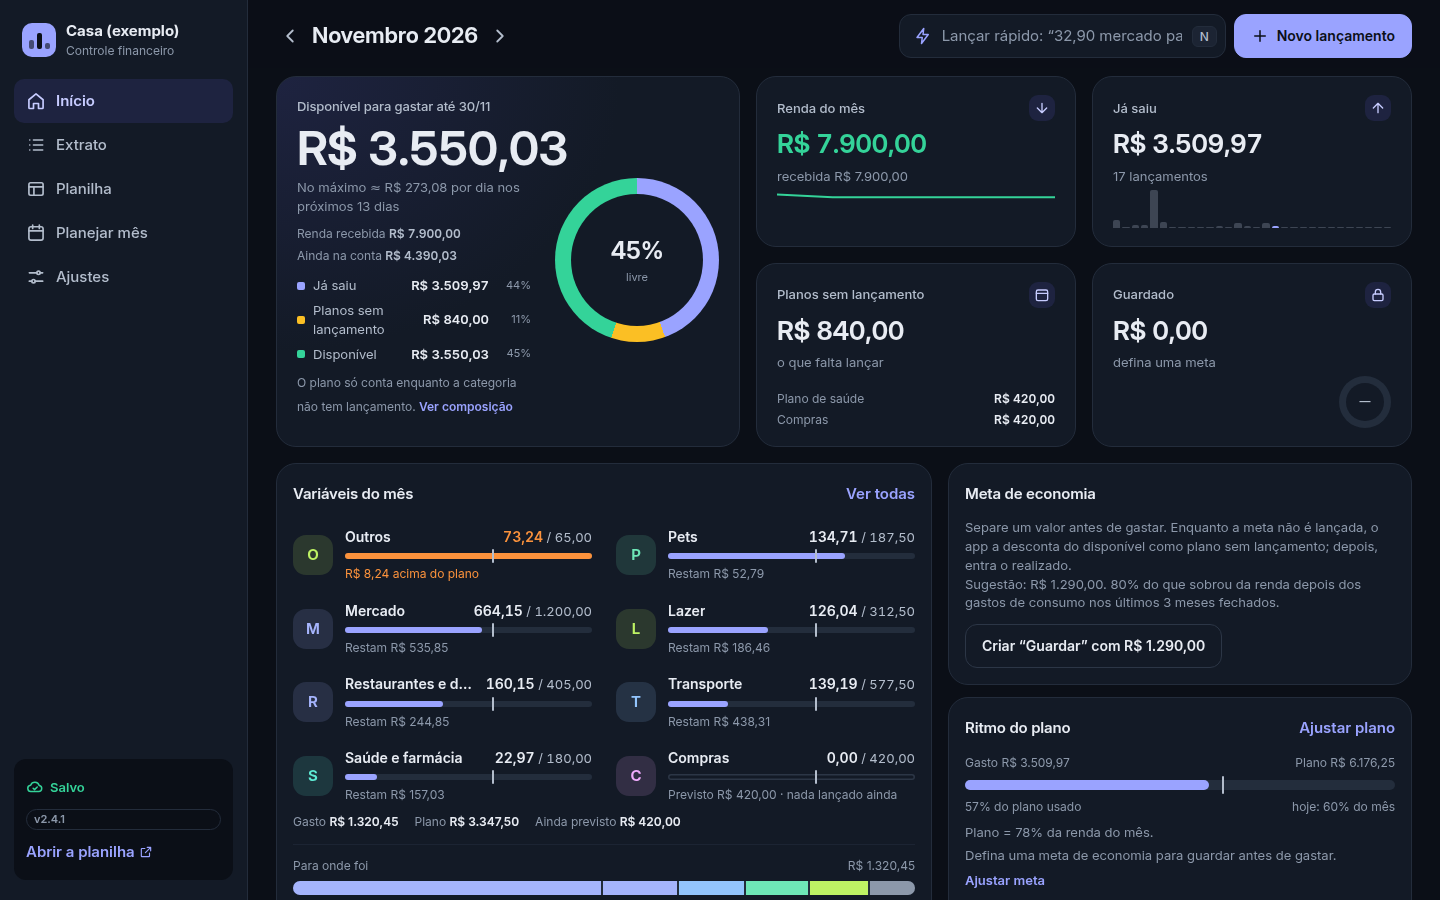 Casa (exemplo)
Controle financeiro
Início
Extrato
Planilha
Planejar mês
Ajustes
Salvo
v2.4.1
Abrir a planilha
Novembro 2026
Lançar rápido: “32,90 mercado pa
N
Novo lançamento
Disponível para gastar até 30/11
R$ 3.550,03
No máximo ≈ R$ 273,08 por dia nos
próximos 13 dias
Renda recebida R$ 7.900,00
Ainda na conta R$ 4.390,03
Já saiu R$ 3.509,97 44%
Planos sem
lançamento R$ 840,00 11%
Disponível R$ 3.550,03 45%
O plano só conta enquanto a categoria
não tem lançamento. Ver composição
45%
livre
Renda do mês
R$ 7.900,00
recebida R$ 7.900,00
Já saiu
R$ 3.509,97
17 lançamentos
Planos sem lançamento
R$ 840,00
o que falta lançar
Plano de saúde R$ 420,00
Compras R$ 420,00
Guardado
R$ 0,00
defina uma meta
—
Variáveis do mês
Ver todas
O
Outros 73,24 / 65,00
R$ 8,24 acima do plano
P
Pets 134,71 / 187,50
Restam R$ 52,79
M
Mercado 664,15 / 1.200,00
Restam R$ 535,85
L
Lazer 126,04 / 312,50
Restam R$ 186,46
R
Restaurantes e d... 160,15 / 405,00
Restam R$ 244,85
T
Transporte 139,19 / 577,50
Restam R$ 438,31
S
Saúde e farmácia 22,97 / 180,00
Restam R$ 157,03
C
Compras 0,00 / 420,00
Previsto R$ 420,00 · nada lançado ainda
Gasto R$ 1.320,45 Plano R$ 3.347,50 Ainda previsto R$ 420,00
Para onde foi R$ 1.320,45
Meta de economia
Separe um valor antes de gastar. Enquanto a meta não é lançada, o
app a desconta do disponível como plano sem lançamento; depois,
entra o realizado.
Sugestão: R$ 1.290,00. 80% do que sobrou da renda depois dos
gastos de consumo nos últimos 3 meses fechados.
Criar “Guardar” com R$ 1.290,00
Ritmo do plano
Ajustar plano
Gasto R$ 3.509,97 Plano R$ 6.176,25
57% do plano usado hoje: 60% do mês
Plano = 78% da renda do mês.
Defina uma meta de economia para guardar antes de gastar.
Ajustar meta